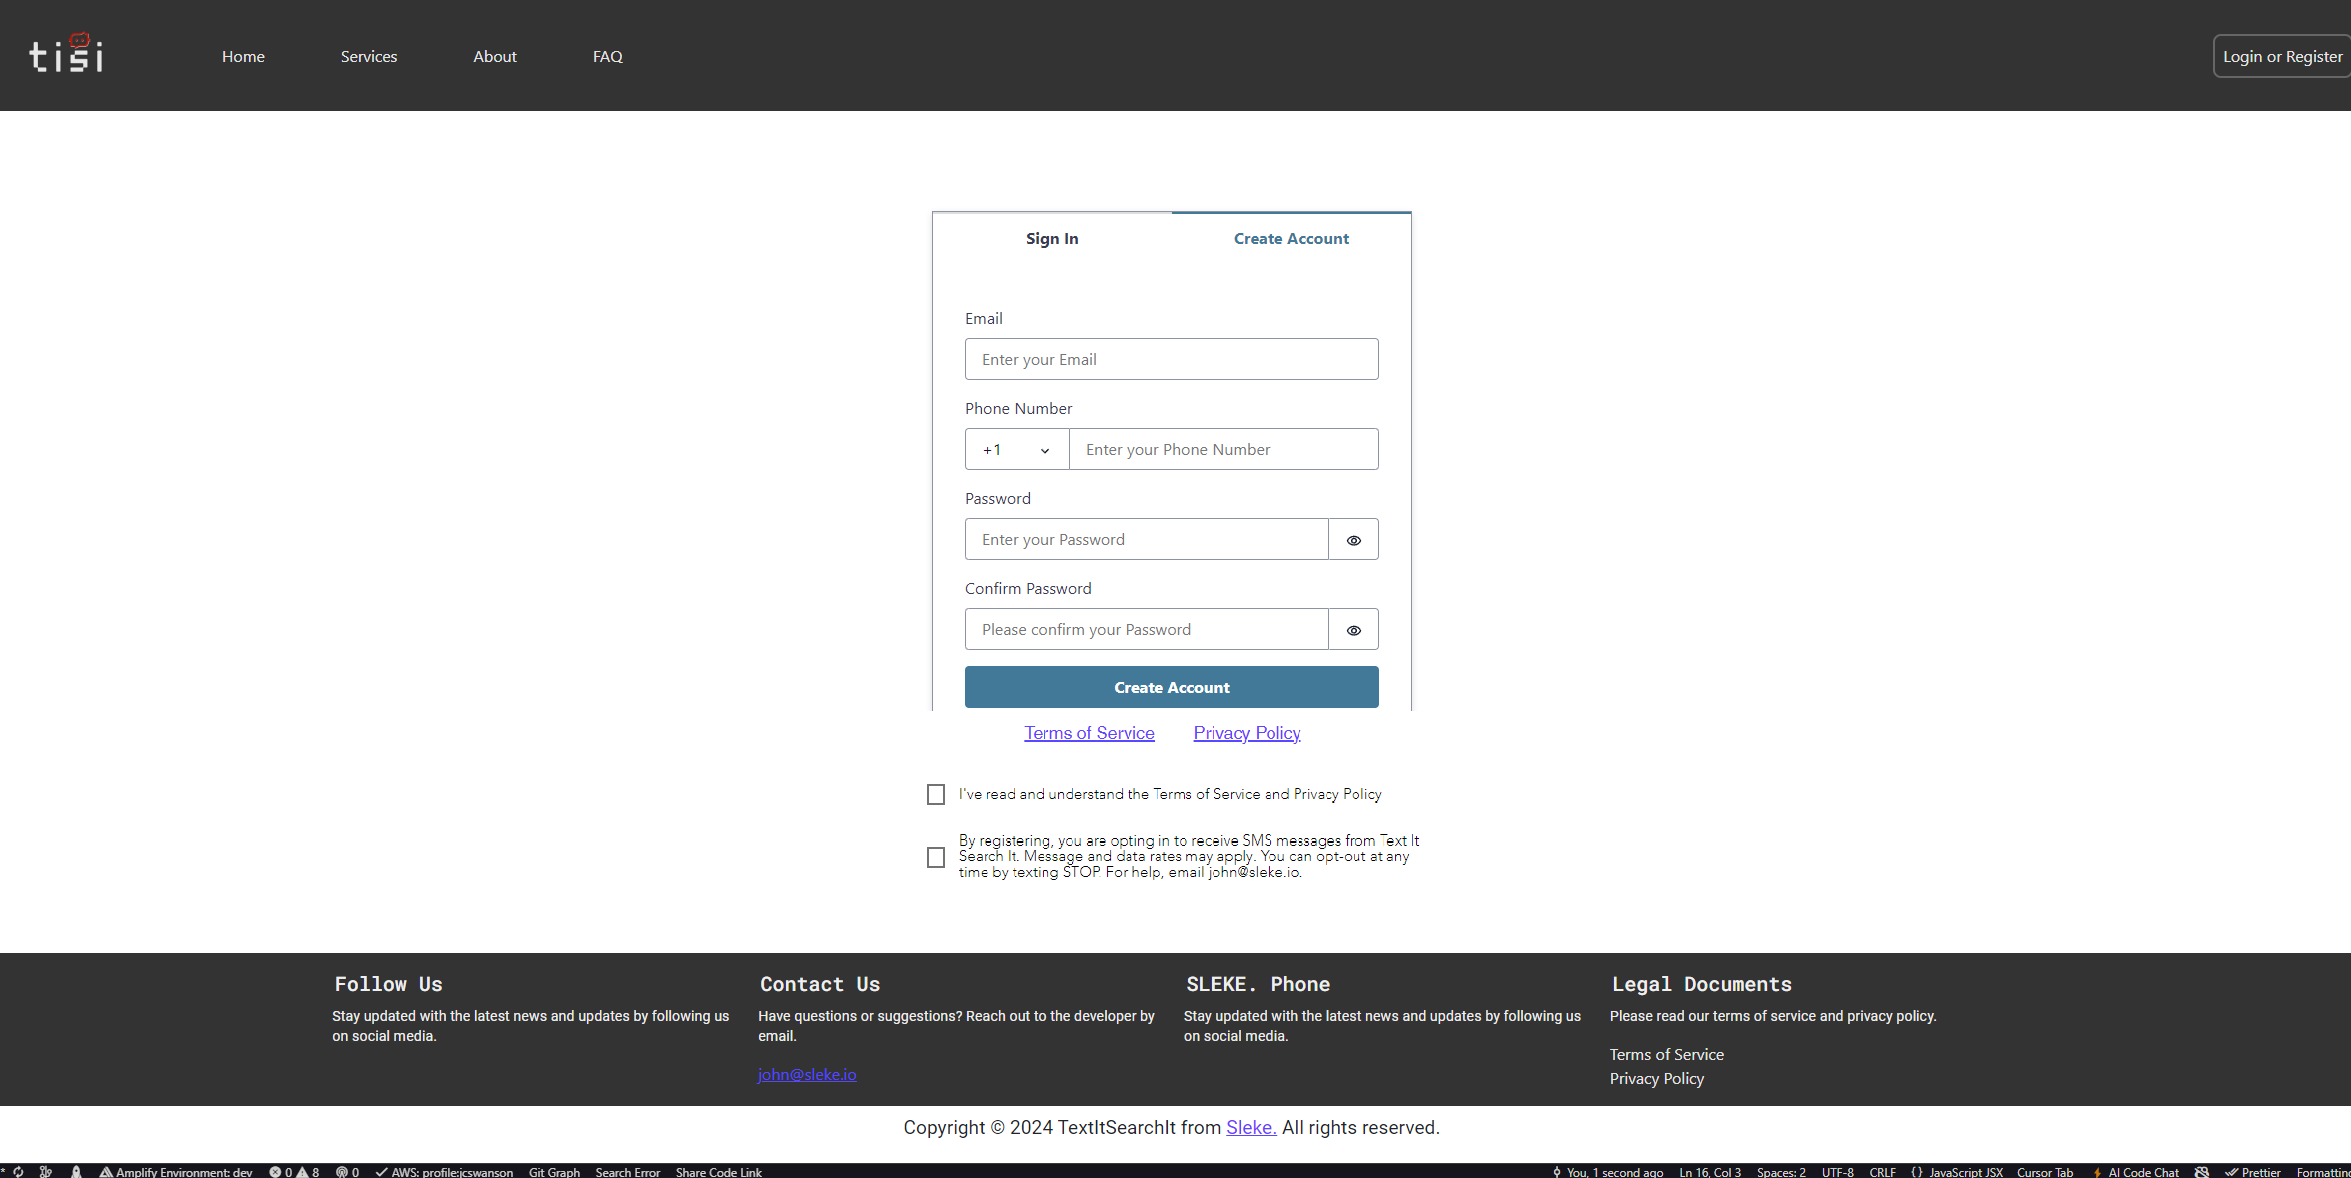 tisi
Home
Services
About
FAQ
Login or Register
Sign In
Create Account
Email
Enter your Email
Phone Number
+1
Enter your Phone Number
Password
Enter your Password
Confirm Password
Please confirm your Password
Create Account
Terms of Service
Privacy Policy
I've read and understand the Terms of Service and Privacy Policy
By registering, you are opting in to receive SMS messages from Text It
Search It. Message and data rates may apply. You can opt-out at any
time by texting STOP. For help, email john@sleke.io.
Follow Us
Stay updated with the latest news and updates by following us
on social media.
Contact Us
Have questions or suggestions? Reach out to the developer by
email.
john@sleke.io
SLEKE. Phone
Stay updated with the latest news and updates by following us
on social media.
Legal Documents
Please read our terms of service and privacy policy.
Terms of Service
Privacy Policy
Copyright © 2024 TextItSearchIt from Sleke. All rights reserved.
* Amplify Environment: dev 0 8 0 AWS: profile:jcswanson Git Graph Search Error Share Code Link You, 1 second ago Ln 16, Col 3 Spaces: 2 UTF-8 CRLF {} JavaScript JSX Cursor Tab AI Code Chat Prettier Formatting